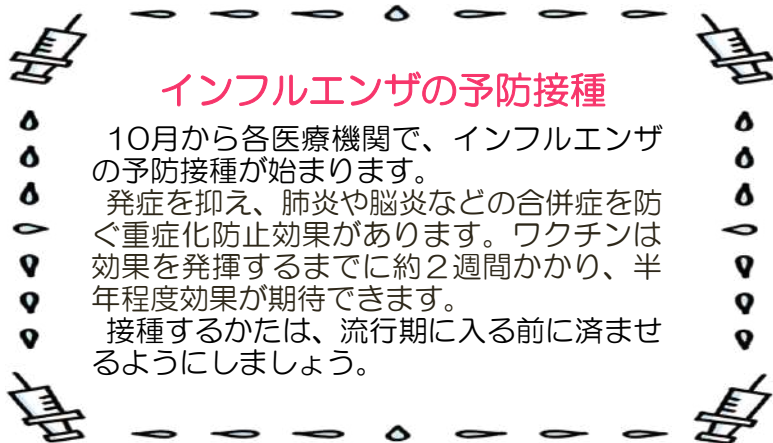 インフルエンザの予防接種
10月から各医療機関で、インフルエンザ
の予防接種が始まります。
発症を抑え、肺炎や脳炎などの合併症を防
ぐ重症化防止効果があります。ワクチンは
効果を発揮するまでに約２週間かかり、半
年程度効果が期待できます。
接種するかたは、流行期に入る前に済ませ
るようにしましょう。